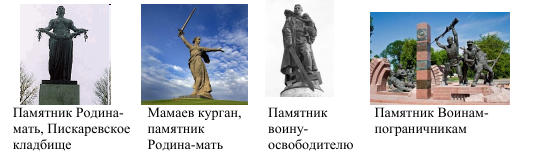 Памятник Родина-
мать, Пискаревское
кладбище
Мамаев курган,
памятник
Родина-мать
Памятник
воину-
освободителю
Памятник Воинам-
пограничникам